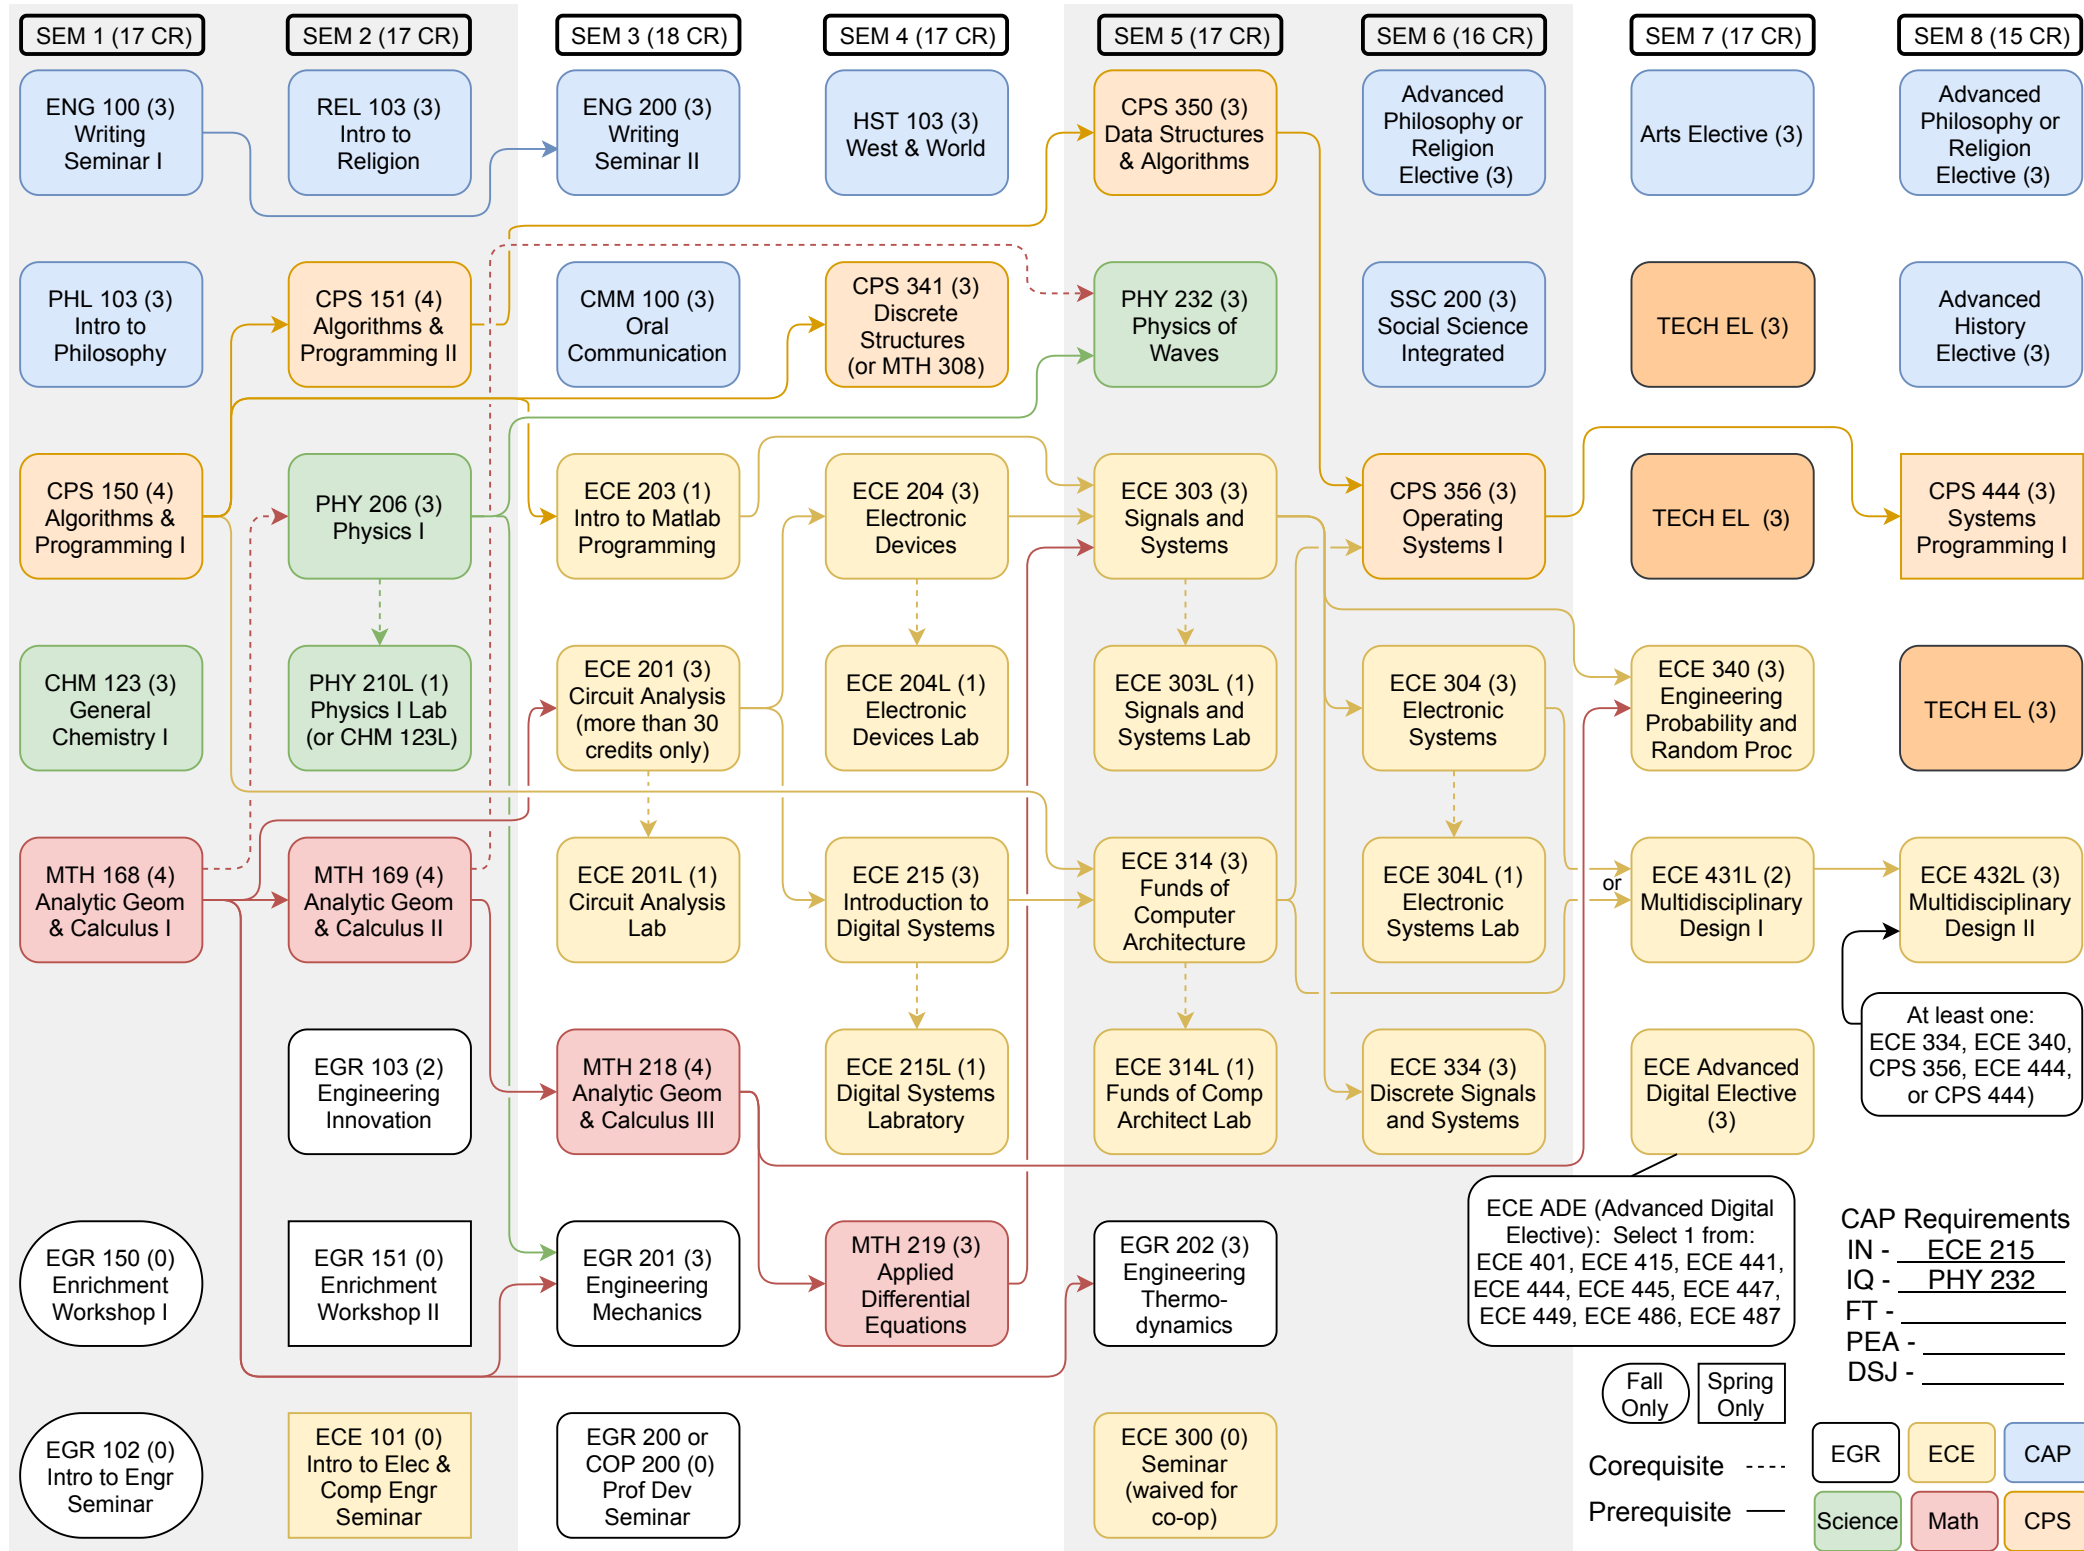 SEM 1 (17 CR)
SEM 2 (17 CR)
SEM 3 (18 CR)
SEM 4 (17 CR)
SEM 5 (17 CR)
SEM 6 (16 CR)
SEM 7 (17 CR)
SEM 8 (15 CR)
ENG 100 (3)
Writing
Seminar I
REL 103 (3)
Intro to
Religion
ENG 200 (3)
Writing
Seminar II
HST 103 (3)
West & World
CPS 350 (3)
Data Structures
& Algorithms
Advanced
Philosophy or
Religion
Elective (3)
Arts Elective (3)
Advanced
Philosophy or
Religion
Elective (3)
PHL 103 (3)
Intro to
Philosophy
CPS 151 (4)
Algorithms &
Programming II
CMM 100 (3)
Oral
Communication
CPS 341 (3)
Discrete
Structures
(or MTH 308)
PHY 232 (3)
Physics of
Waves
SSC 200 (3)
Social Science
Integrated
TECH EL (3)
Advanced
History
Elective (3)
CPS 150 (4)
Algorithms &
Programming I
PHY 206 (3)
Physics I
ECE 203 (1)
Intro to Matlab
Programming
ECE 204 (3)
Electronic
Devices
ECE 303 (3)
Signals and
Systems
CPS 356 (3)
Operating
Systems I
TECH EL (3)
CPS 444 (3)
Systems
Programming I
CHM 123 (3)
General
Chemistry I
PHY 210L (1)
Physics I Lab
(or CHM 123L)
ECE 201 (3)
Circuit Analysis
(more than 30
credits only)
ECE 204L (1)
Electronic
Devices Lab
ECE 303L (1)
Signals and
Systems Lab
ECE 304 (3)
Electronic
Systems
ECE 340 (3)
Engineering
Probability and
Random Proc
TECH EL (3)
MTH 168 (4)
Analytic Geom
& Calculus I
MTH 169 (4)
Analytic Geom
& Calculus II
ECE 201L (1)
Circuit Analysis
Lab
ECE 215 (3)
Introduction to
Digital Systems
ECE 314 (3)
Funds of
Computer
Architecture
ECE 304L (1)
Electronic
Systems Lab
or
ECE 431L (2)
Multidisciplinary
Design I
ECE 432L (3)
Multidisciplinary
Design II
EGR 103 (2)
Engineering
Innovation
MTH 218 (4)
Analytic Geom
& Calculus III
ECE 215L (1)
Digital Systems
Labratory
ECE 314L (1)
Funds of Comp
Architect Lab
ECE 334 (3)
Discrete Signals
and Systems
ECE Advanced
Digital Elective
(3)
At least one:
ECE 334, ECE 340,
CPS 356, ECE 444,
or CPS 444)
EGR 150 (0)
Enrichment
Workshop I
EGR 151 (0)
Enrichment
Workshop II
EGR 201 (3)
Engineering
Mechanics
MTH 219 (3)
Applied
Differential
Equations
EGR 202 (3)
Engineering
Thermo-
dynamics
ECE ADE (Advanced Digital
Elective): Select 1 from:
ECE 401, ECE 415, ECE 441,
ECE 444, ECE 445, ECE 447,
ECE 449, ECE 486, ECE 487
CAP Requirements
IN - ECE 215
IQ - PHY 232
FT -
PEA -
DSJ -
Fall
Only
Spring
Only
EGR 102 (0)
Intro to Engr
Seminar
ECE 101 (0)
Intro to Elec &
Comp Engr
Seminar
EGR 200 or
COP 200 (0)
Prof Dev
Seminar
ECE 300 (0)
Seminar
(waived for
co-op)
Corequisite
Prerequisite
EGR
ECE
CAP
Science
Math
CPS